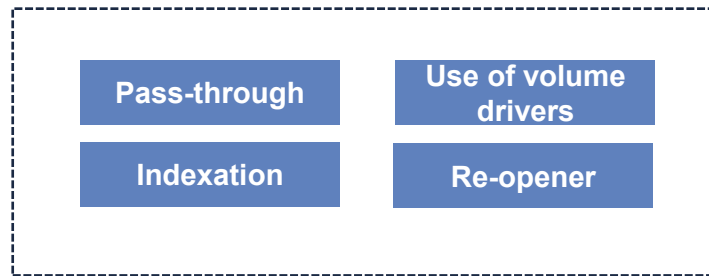 Pass-through
Use of volume
drivers
Indexation
Re-opener